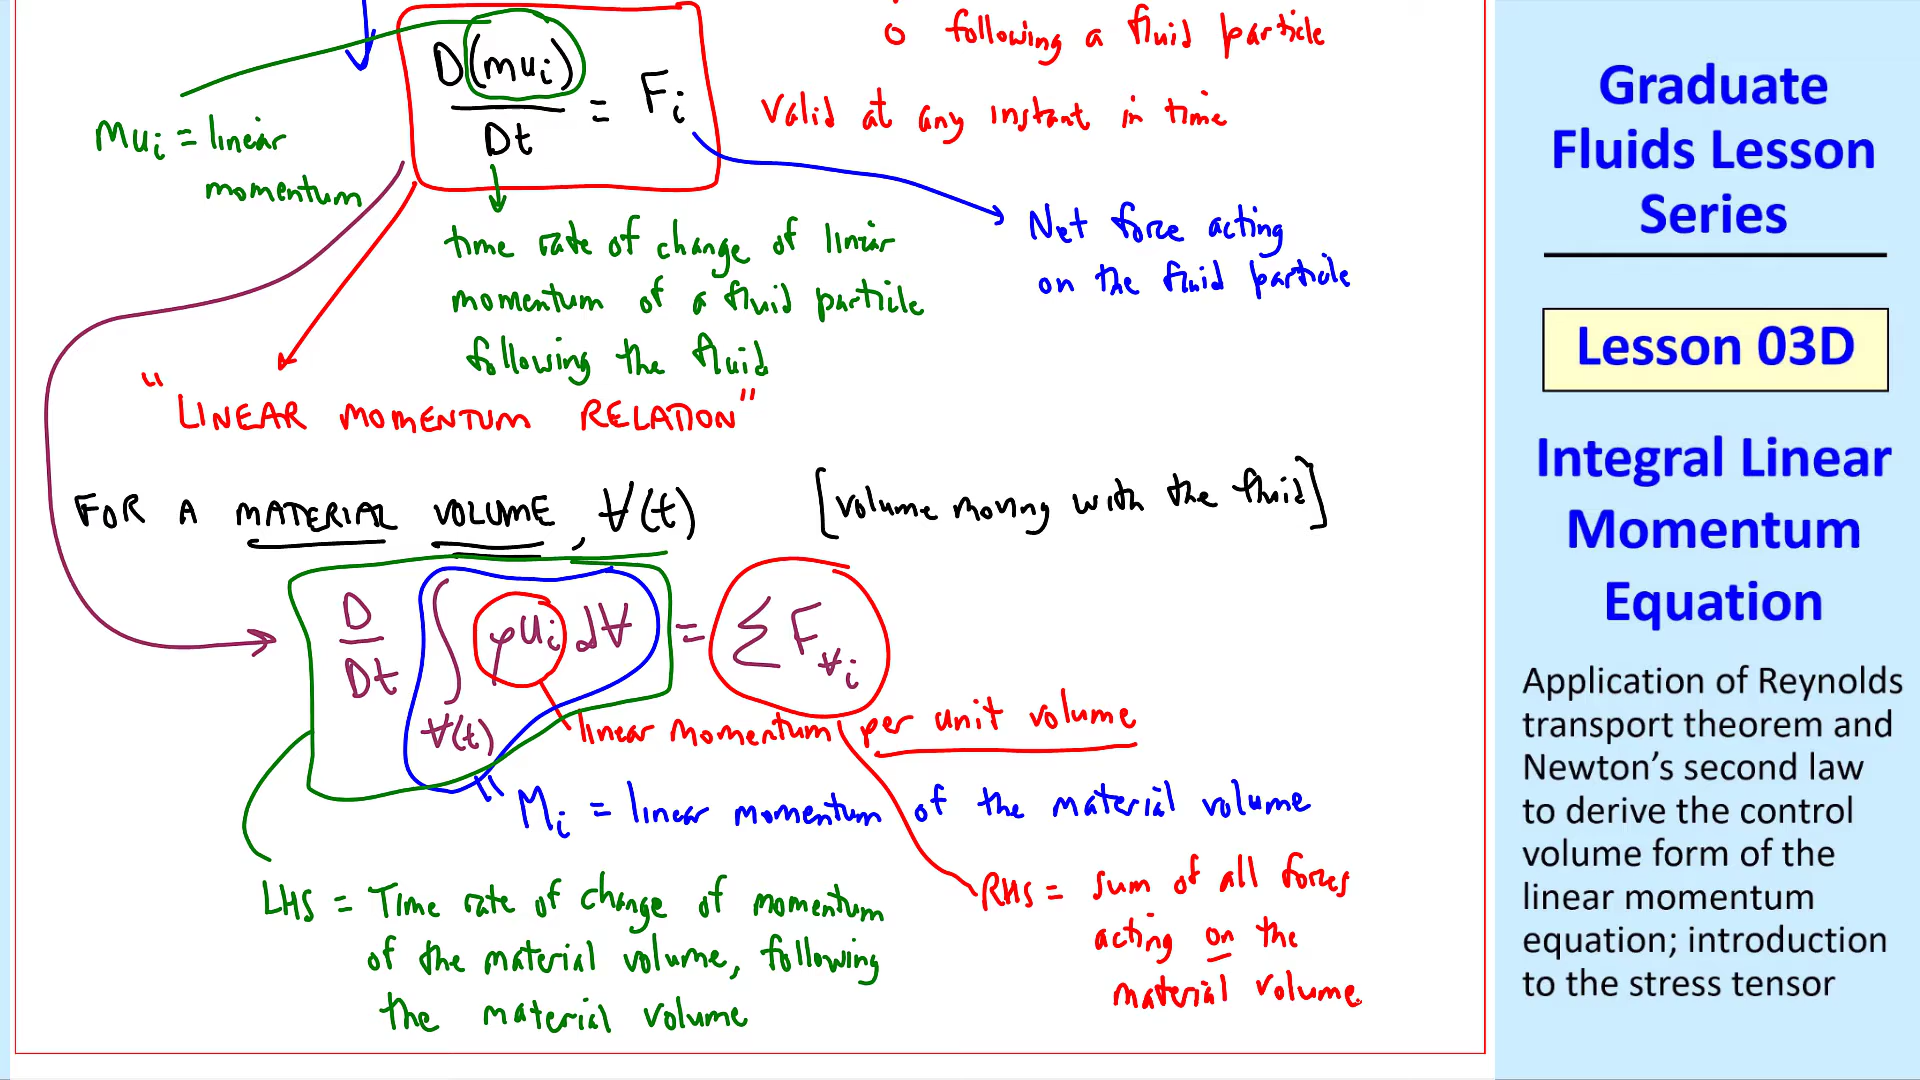 o following a fluid particle
D(mui)/Dt = Fi
Valid at any instant in time
mui = linear
momentum
time rate of change of linear
momentum of a fluid particle
following the fluid
Net force acting
on the fluid particle
"LINEAR MOMENTUM RELATION"
FOR A MATERIAL VOLUME, V(t) [volume moving with the fluid]
D/Dt ∫V(t) ρui dV = ΣFVi
linear momentum per unit volume
Mi = linear momentum of the material volume
LHS = Time rate of change of momentum
of the material volume, following
the material volume
RHS = sum of all forces
acting on the
material volume
Graduate
Fluids Lesson
Series
Lesson 03D
Integral Linear
Momentum
Equation
Application of Reynolds
transport theorem and
Newton's second law
to derive the control
volume form of the
linear momentum
equation; introduction
to the stress tensor